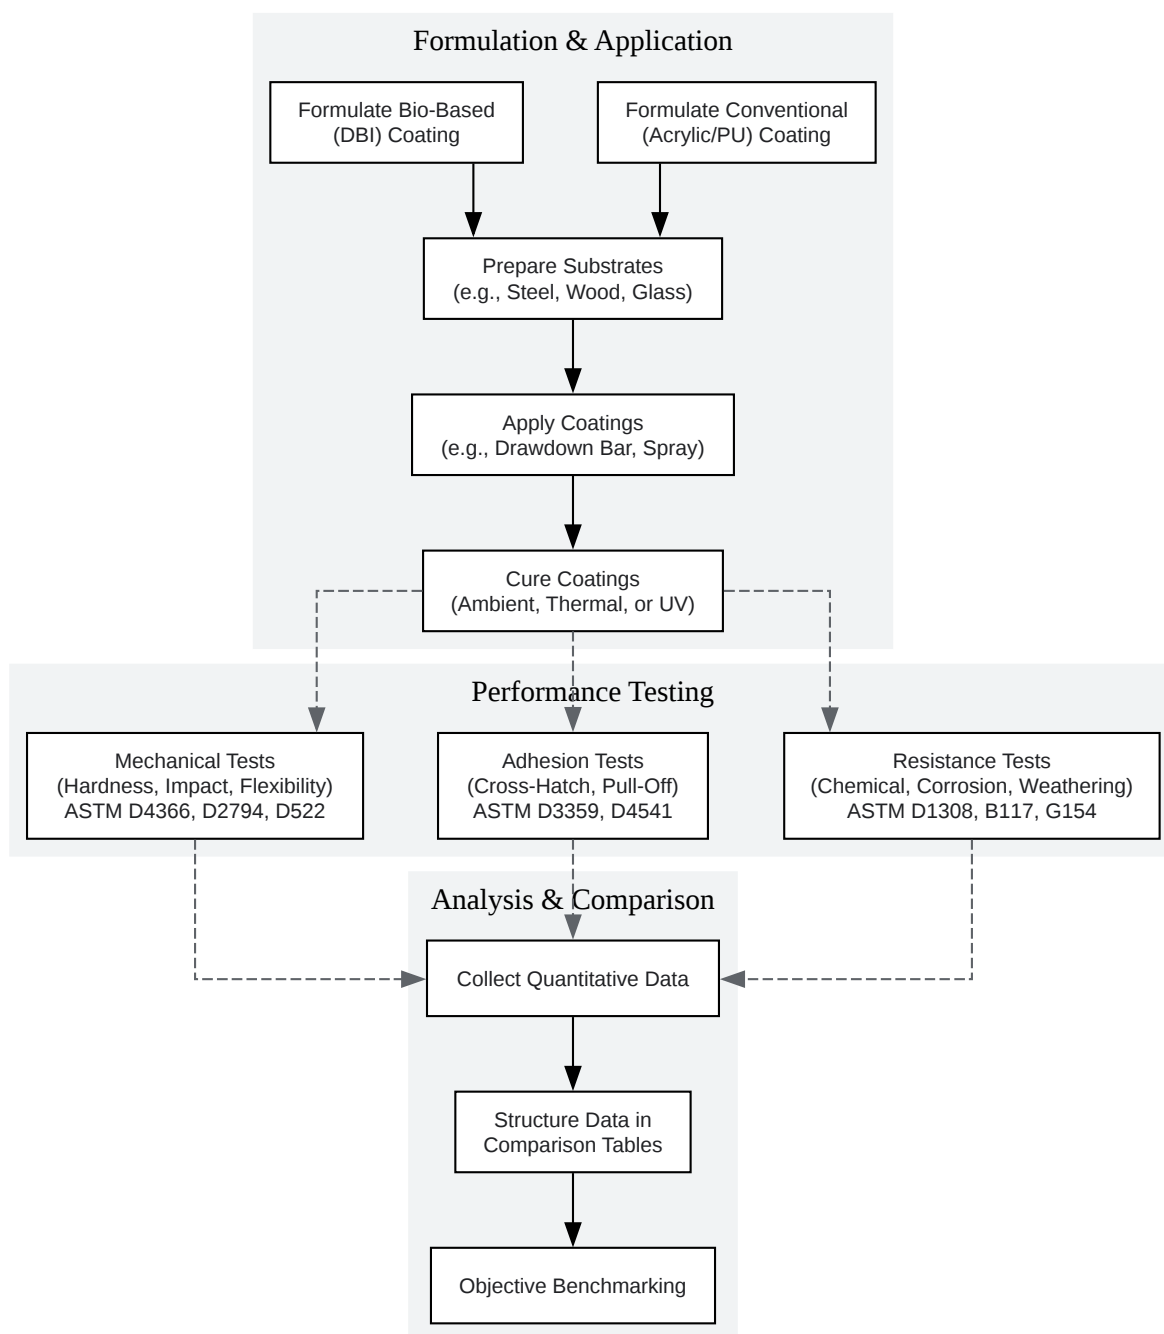 Formulation & Application
Formulate Bio-Based
(DBI) Coating
Formulate Conventional
(Acrylic/PU) Coating
Prepare Substrates
(e.g., Steel, Wood, Glass)
Apply Coatings
(e.g., Drawdown Bar, Spray)
Cure Coatings
(Ambient, Thermal, or UV)
Performance Testing
Mechanical Tests
(Hardness, Impact, Flexibility)
ASTM D4366, D2794, D522
Adhesion Tests
(Cross-Hatch, Pull-Off)
ASTM D3359, D4541
Resistance Tests
(Chemical, Corrosion, Weathering)
ASTM D1308, B117, G154
Analysis & Comparison
Collect Quantitative Data
Structure Data in
Comparison Tables
Objective Benchmarking